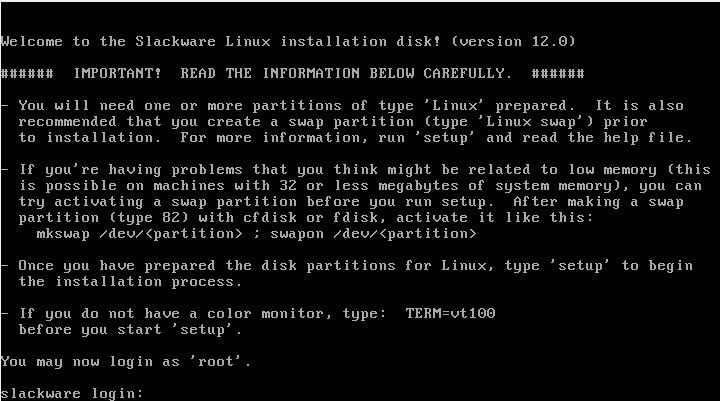 Welcome to the Slackware Linux installation disk! (version 12.0)
######  IMPORTANT!  READ THE INFORMATION BELOW CAREFULLY.  ######
- You will need one or more partitions of type 'Linux' prepared.  It is also
  recommended that you create a swap partition (type 'Linux swap') prior
  to installation.  For more information, run 'setup' and read the help file.
- If you're having problems that you think might be related to low memory (this
  is possible on machines with 32 or less megabytes of system memory), you can
  try activating a swap partition before you run setup.  After making a swap
  partition (type 82) with cfdisk or fdisk, activate it like this:
    mkswap /dev/<partition> ; swapon /dev/<partition>
- Once you have prepared the disk partitions for Linux, type 'setup' to begin
  the installation process.
- If you do not have a color monitor, type:  TERM=vt100
  before you start 'setup'.
You may now login as 'root'.
slackware login: